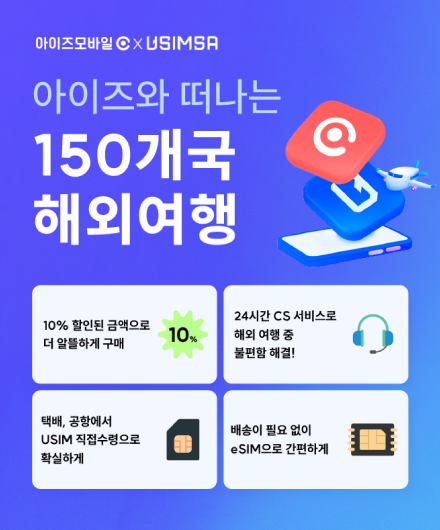 아이즈모바일 X USIMSA
아이즈와 떠나는
150개국
해외여행
10% 할인된 금액으로
더 알뜰하게 구매
10%
24시간 CS 서비스로
해외 여행 중
불편함 해결!
택배, 공항에서
USIM 직접수령으로
확실하게
배송이 필요 없이
eSIM으로 간편하게